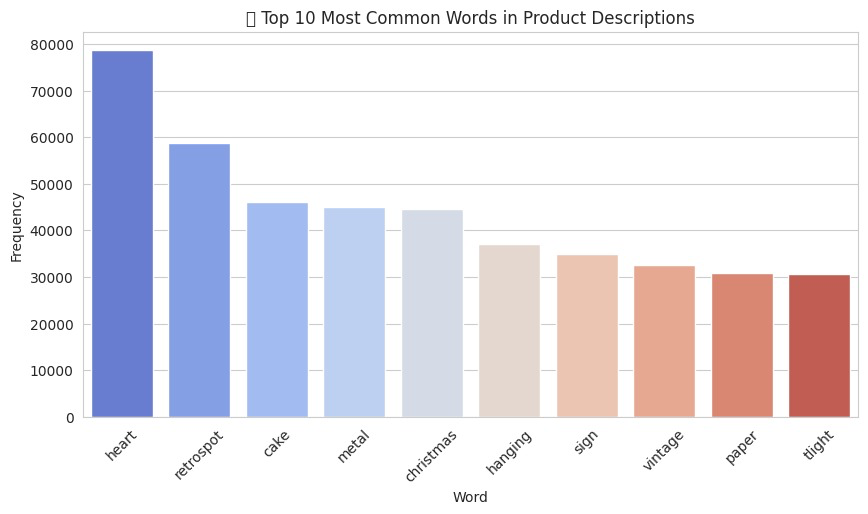 Top 10 Most Common Words in Product Descriptions
80000
70000
60000
50000
40000
30000
20000
10000
0
Frequency
heart
retrospot
cake
metal
christmas
hanging
sign
vintage
paper
tlight
Word